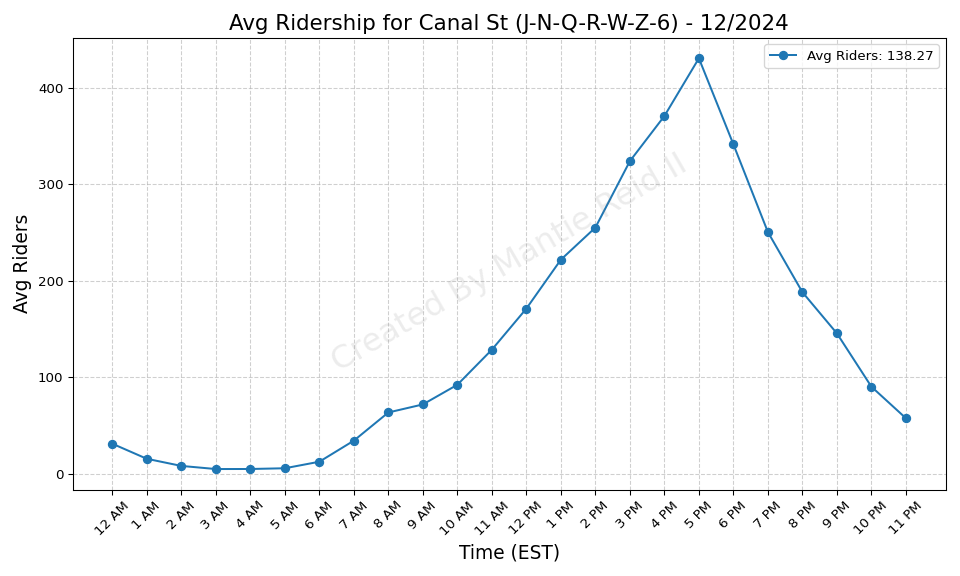 Avg Ridership for Canal St (J-N-Q-R-W-Z-6) - 12/2024
Avg Riders: 138.27
Avg Riders
400
300
200
100
0
Created By Mantie Reid II
12 AM
1 AM
2 AM
3 AM
4 AM
5 AM
6 AM
7 AM
8 AM
9 AM
10 AM
11 AM
12 PM
1 PM
2 PM
3 PM
4 PM
5 PM
6 PM
7 PM
8 PM
9 PM
10 PM
11 PM
Time (EST)